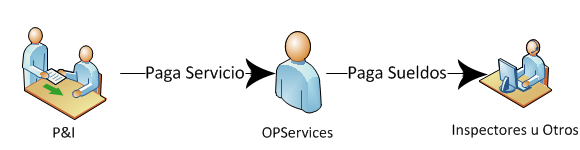 Paga Servicio
Paga Sueldos
P&I
OPServices
Inspectores u Otros